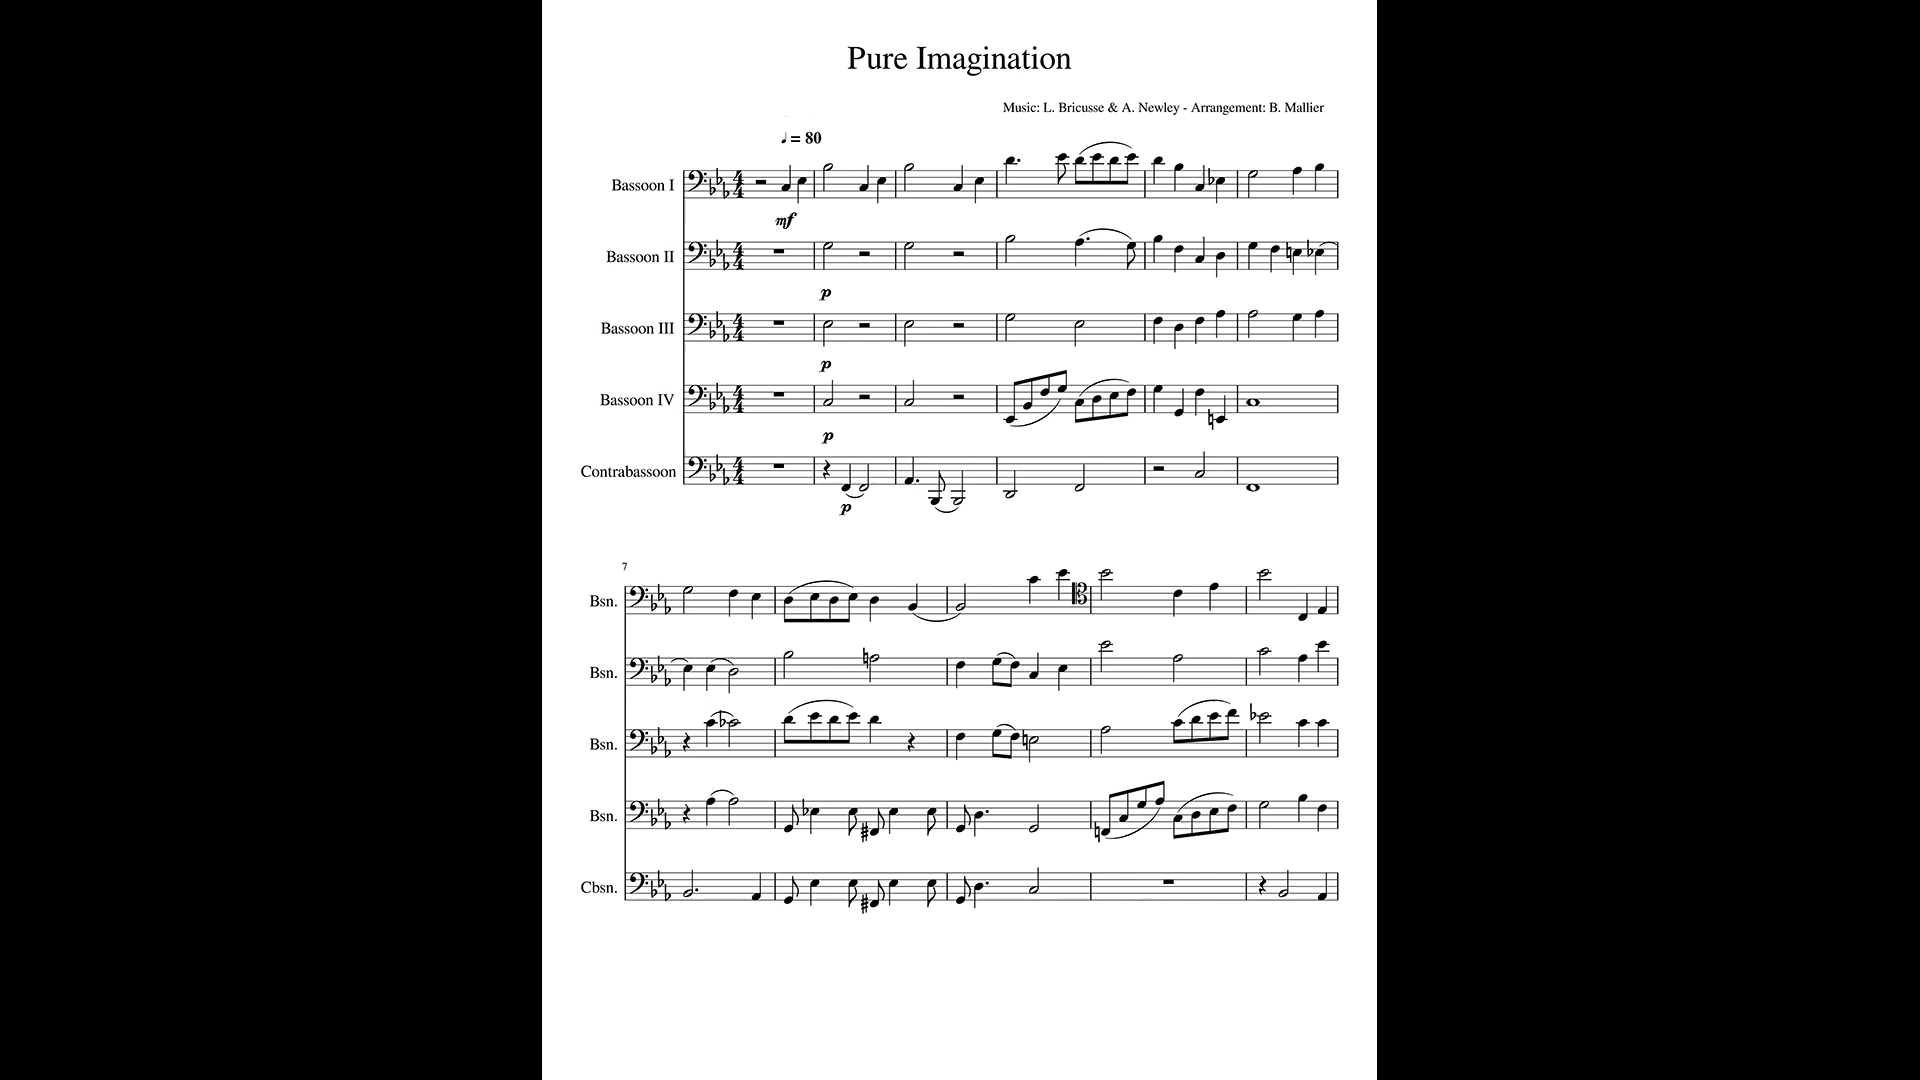 Pure Imagination
Music: L. Bricusse & A. Newley - Arrangement: B. Mallier
♩ = 80
Bassoon I
mf
Bassoon II
p
Bassoon III
p
Bassoon IV
p
Contrabassoon
p
7
Bsn.
Bsn.
Bsn.
Bsn.
Cbsn.